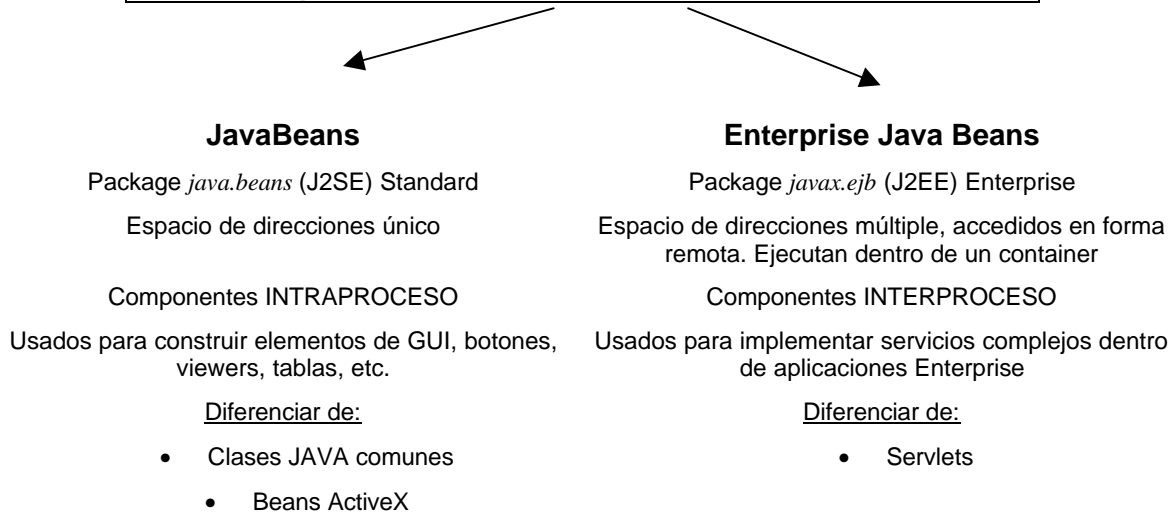 JavaBeans
Package java.beans (J2SE) Standard
Espacio de direcciones único
Componentes INTRAPROCESO
Usados para construir elementos de GUI, botones,
viewers, tablas, etc.
Diferenciar de:
• Clases JAVA comunes
• Beans ActiveX
Enterprise Java Beans
Package javax.ejb (J2EE) Enterprise
Espacio de direcciones múltiple, accedidos en forma
remota. Ejecutan dentro de un container
Componentes INTERPROCESO
Usados para implementar servicios complejos dentro
de aplicaciones Enterprise
Diferenciar de:
• Servlets